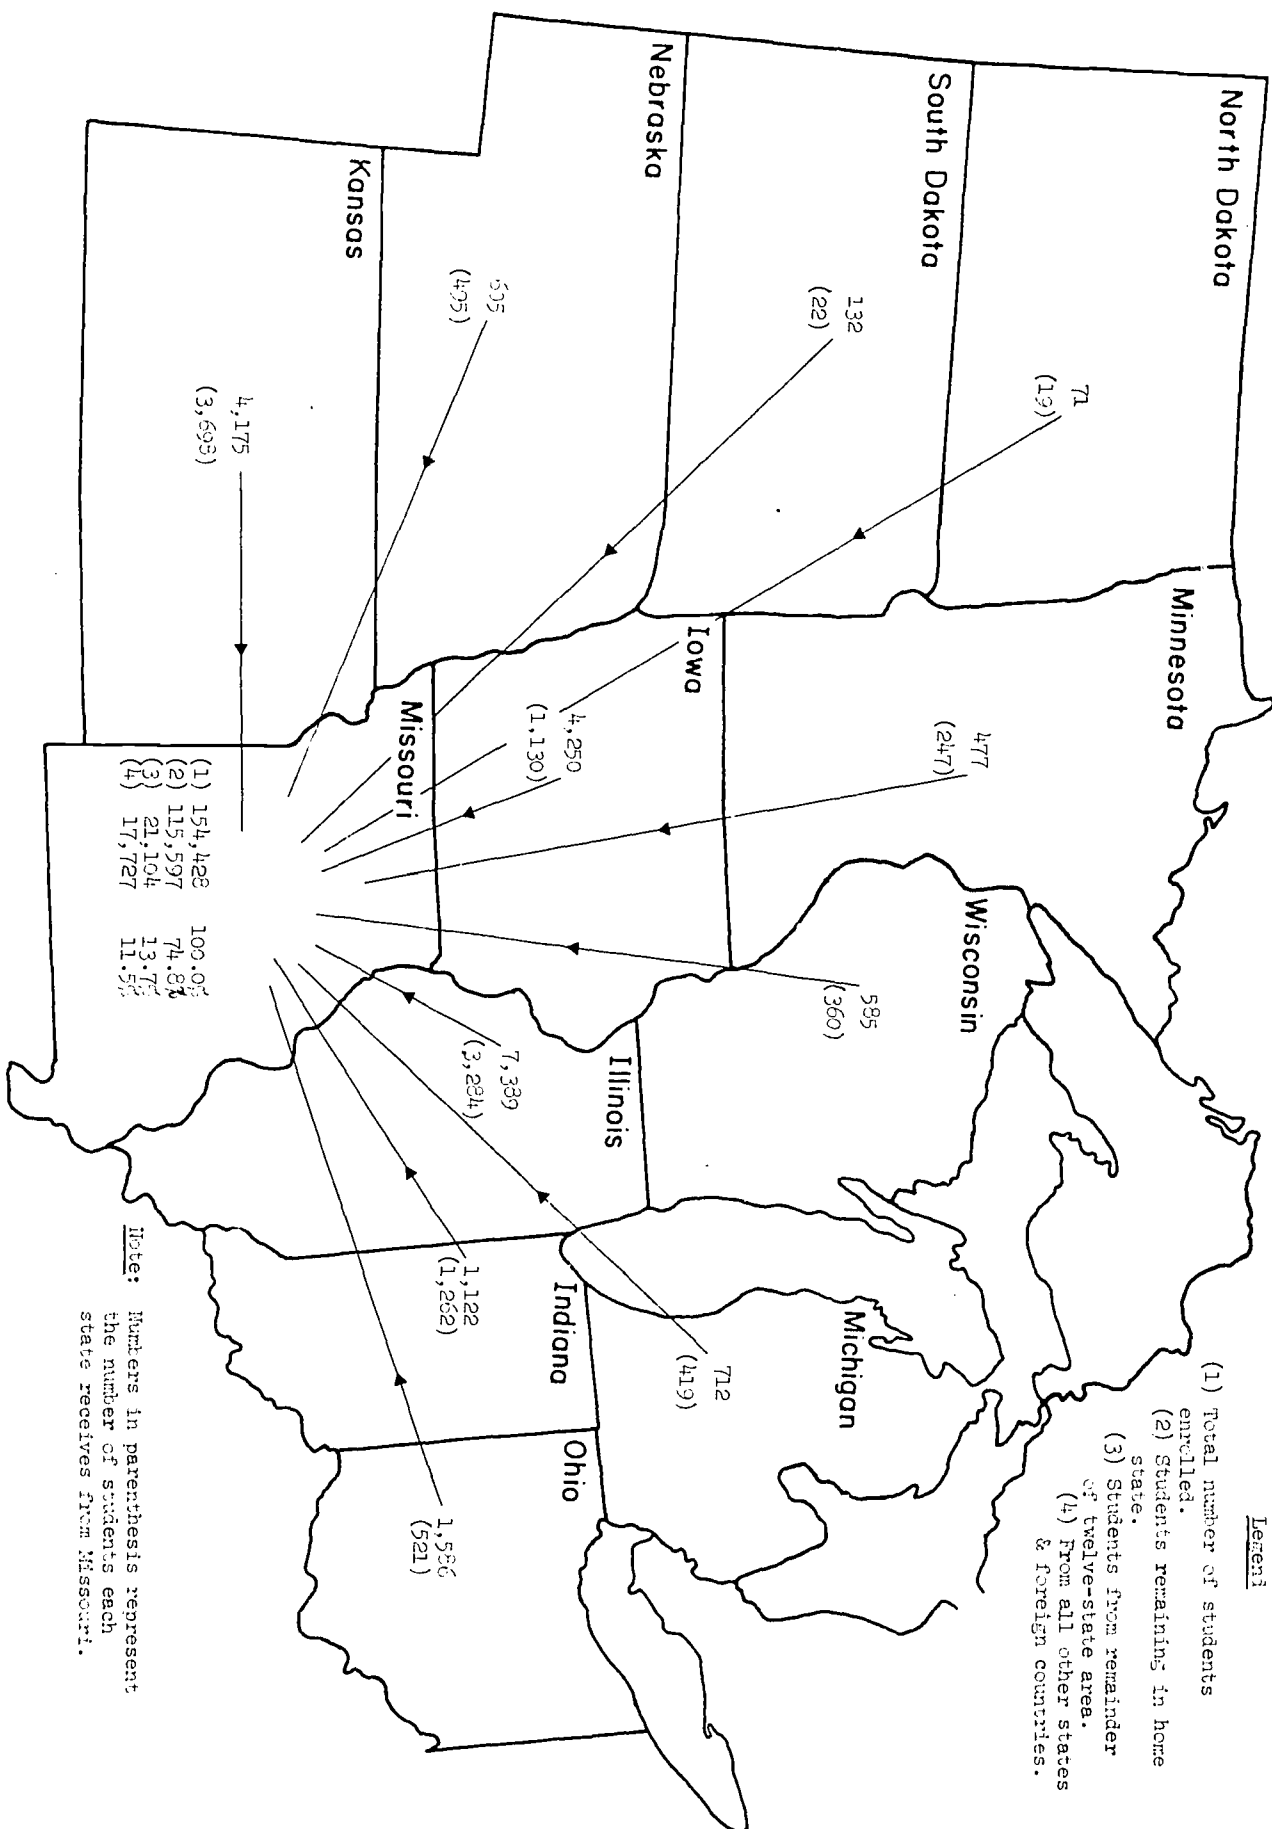 Legend
(1) Total number of students
enrolled.
(2) Students remaining in home
state.
(3) Students from remainder
of twelve-state area.
(4) From all other states
& foreign countries.
North Dakota
71
(19)
Minnesota
477
(247)
South Dakota
132
(22)
Wisconsin
585
(360)
Michigan
712
(419)
Nebraska
605
(495)
Iowa
4,250
(1,130)
Illinois
7,389
(3,284)
Indiana
1,122
(1,262)
Ohio
1,586
(521)
Kansas
4,175
(3,698)
Missouri
(1) 154,428 100.0%
(2) 115,597 74.8%
(3) 21,104 13.7%
(4) 17,727 11.5%
Note: Numbers in parenthesis represent
the number of students each
state receives from Missouri.